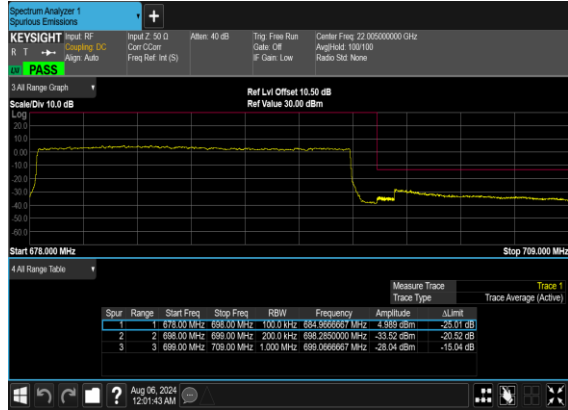 Spectrum Analyzer 1
Spurious Emissions
+
KEYSIGHT Input: RF Input Z: 50 Ω Atten: 40 dB Trig: Free Run Center Freq: 22.005000000 GHz
R T Coupling: DC Corr CCorr Gate: Off Avg|Hold: 100/100
Align: Auto Freq Ref: Int (S) IF Gain: Low Radio Std: None
PASS
3 All Range Graph
Ref Lvl Offset 10.50 dB
Scale/Div 10.0 dB Ref Value 30.00 dBm
Log
20.0
10.0
0.00
-10.0
-20.0
-30.0
-40.0
-50.0
-60.0
Start 678.000 MHz Stop 709.000 MHz
4 All Range Table
Measure Trace Trace 1
Trace Type Trace Average (Active)
Spur Range Start Freq Stop Freq RBW Frequency Amplitude ΔLimit
1 1 678.00 MHz 698.00 MHz 100.0 kHz 684.9666667 MHz 4.989 dBm -25.01 dB
2 2 698.00 MHz 699.00 MHz 200.0 kHz 698.2850000 MHz -33.52 dBm -20.52 dB
3 3 699.00 MHz 709.00 MHz 1.000 MHz 699.0666667 MHz -28.04 dBm -15.04 dB
? Aug 06, 2024
12:01:43 AM